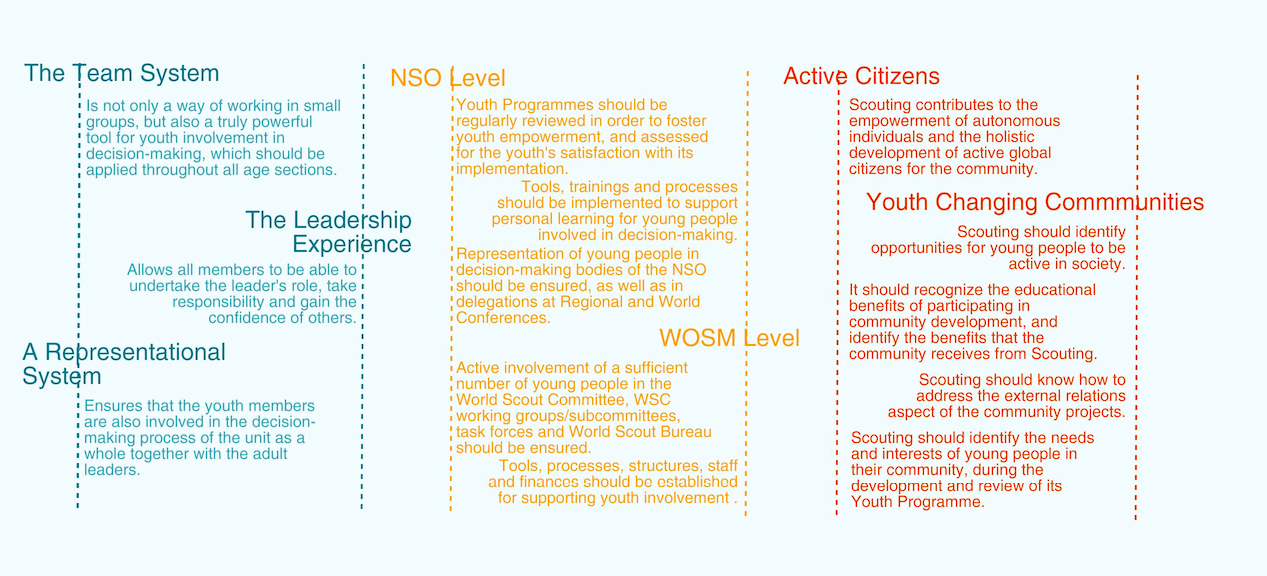 The Team System
Is not only a way of working in small
groups, but also a truly powerful
tool for youth involvement in
decision-making, which should be
applied throughout all age sections.
The Leadership
Experience
Allows all members to be able to
undertake the leader's role, take
responsibility and gain the
confidence of others.
A Representational
System
Ensures that the youth members
are also involved in the decision-
making process of the unit as a
whole together with the adult
leaders.
NSO Level
Youth Programmes should be
regularly reviewed in order to foster
youth empowerment, and assessed
for the youth's satisfaction with its
implementation.
Tools, trainings and processes
should be implemented to support
personal learning for young people
involved in decision-making.
Representation of young people in
decision-making bodies of the NSO
should be ensured, as well as in
delegations at Regional and World
Conferences.
WOSM Level
Active involvement of a sufficient
number of young people in the
World Scout Committee, WSC
working groups/subcommittees,
task forces and World Scout Bureau
should be ensured.
Tools, processes, structures, staff
and finances should be established
for supporting youth involvement .
Active Citizens
Scouting contributes to the
empowerment of autonomous
individuals and the holistic
development of active global
citizens for the community.
Youth Changing Commmunities
Scouting should identify
opportunities for young people to be
active in society.
It should recognize the educational
benefits of participating in
community development, and
identify the benefits that the
community receives from Scouting.
Scouting should know how to
address the external relations
aspect of the community projects.
Scouting should identify the needs
and interests of young people in
their community, during the
development and review of its
Youth Programme.